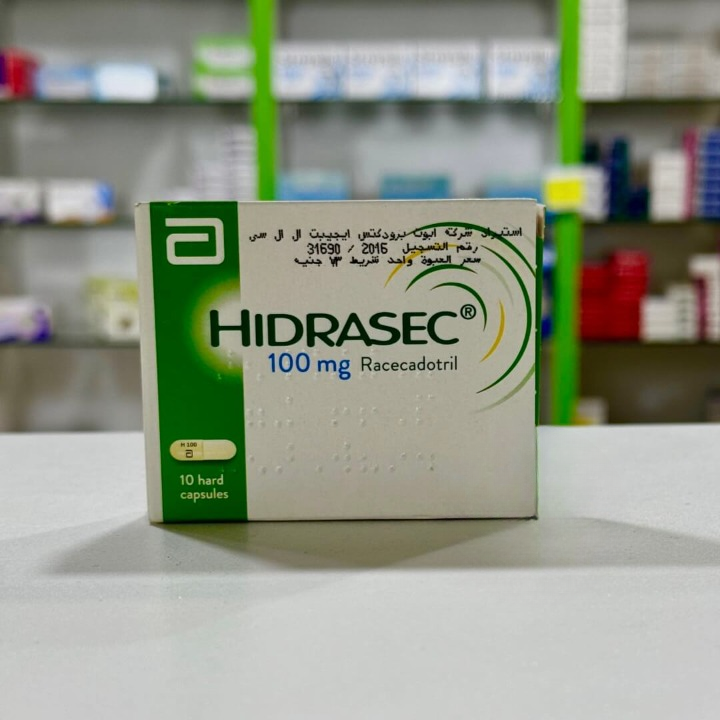 استيراد شركة ابوت برودكتس ايجيبت ال ال سى
رقم التسجيل 31690 / 2016
سعر العبوة واحد شريط ٧٣ جنيه
HIDRASEC®
100 mg Racecadotril
H 100
10 hard
capsules